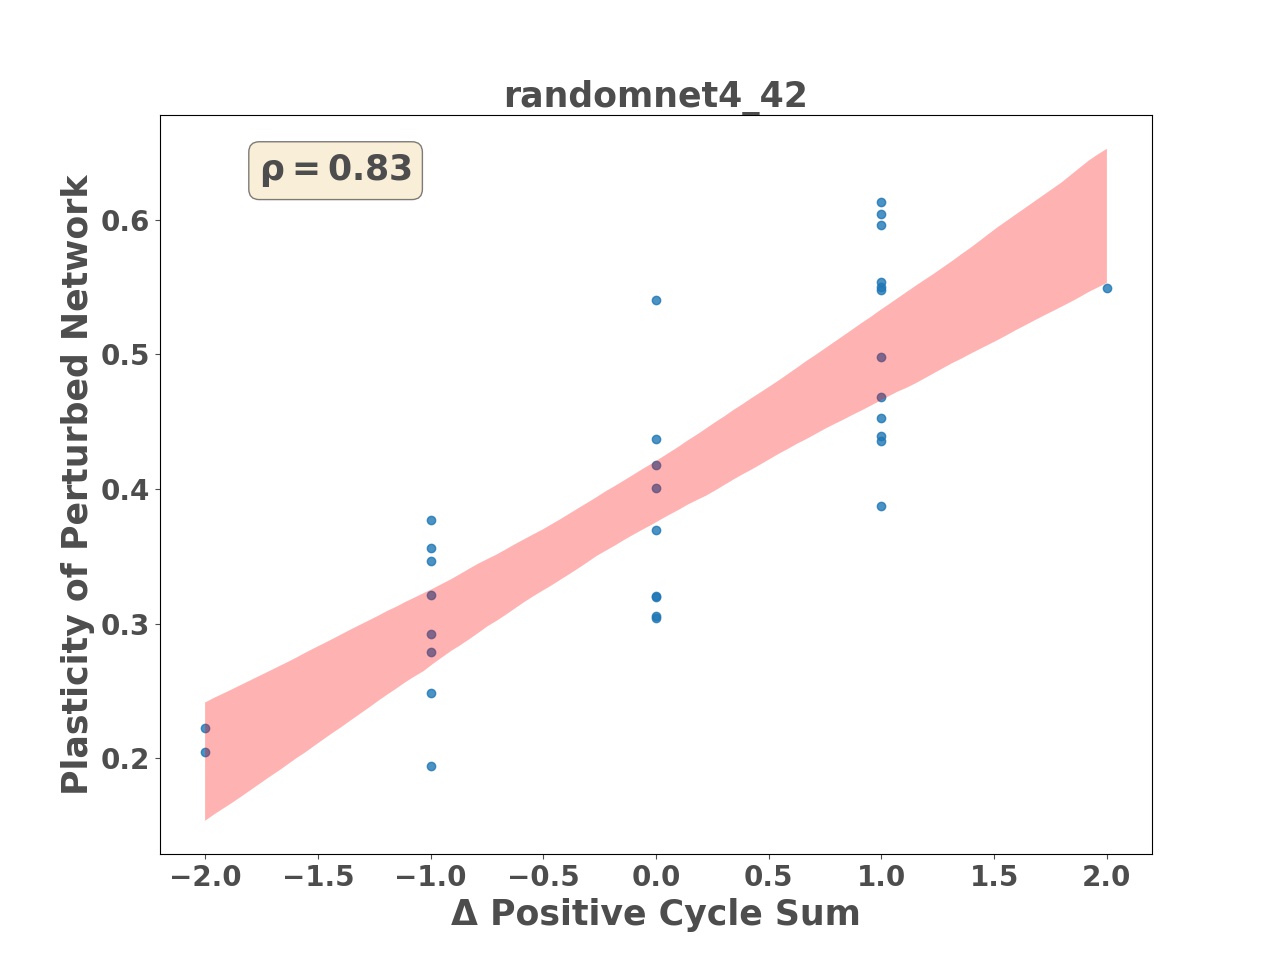 randomnet4_42
ρ = 0.83
Plasticity of Perturbed Network
0.6
0.5
0.4
0.3
0.2
−2.0 −1.5 −1.0 −0.5 0.0 0.5 1.0 1.5 2.0
Δ Positive Cycle Sum